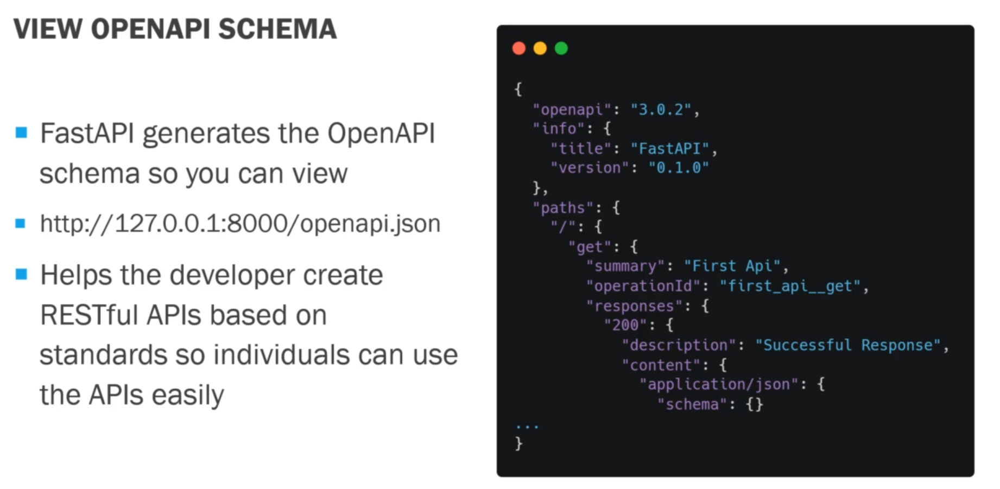 VIEW OPENAPI SCHEMA
FastAPI generates the OpenAPI
schema so you can view
http://127.0.0.1:8000/openapi.json
Helps the developer create
RESTful APIs based on
standards so individuals can use
the APIs easily
{
  "openapi": "3.0.2",
  "info": {
    "title": "FastAPI",
    "version": "0.1.0"
  },
  "paths": {
    "/": {
      "get": {
        "summary": "First Api",
        "operationId": "first_api__get",
        "responses": {
          "200": {
            "description": "Successful Response",
            "content": {
              "application/json": {
                "schema": {}
...
}